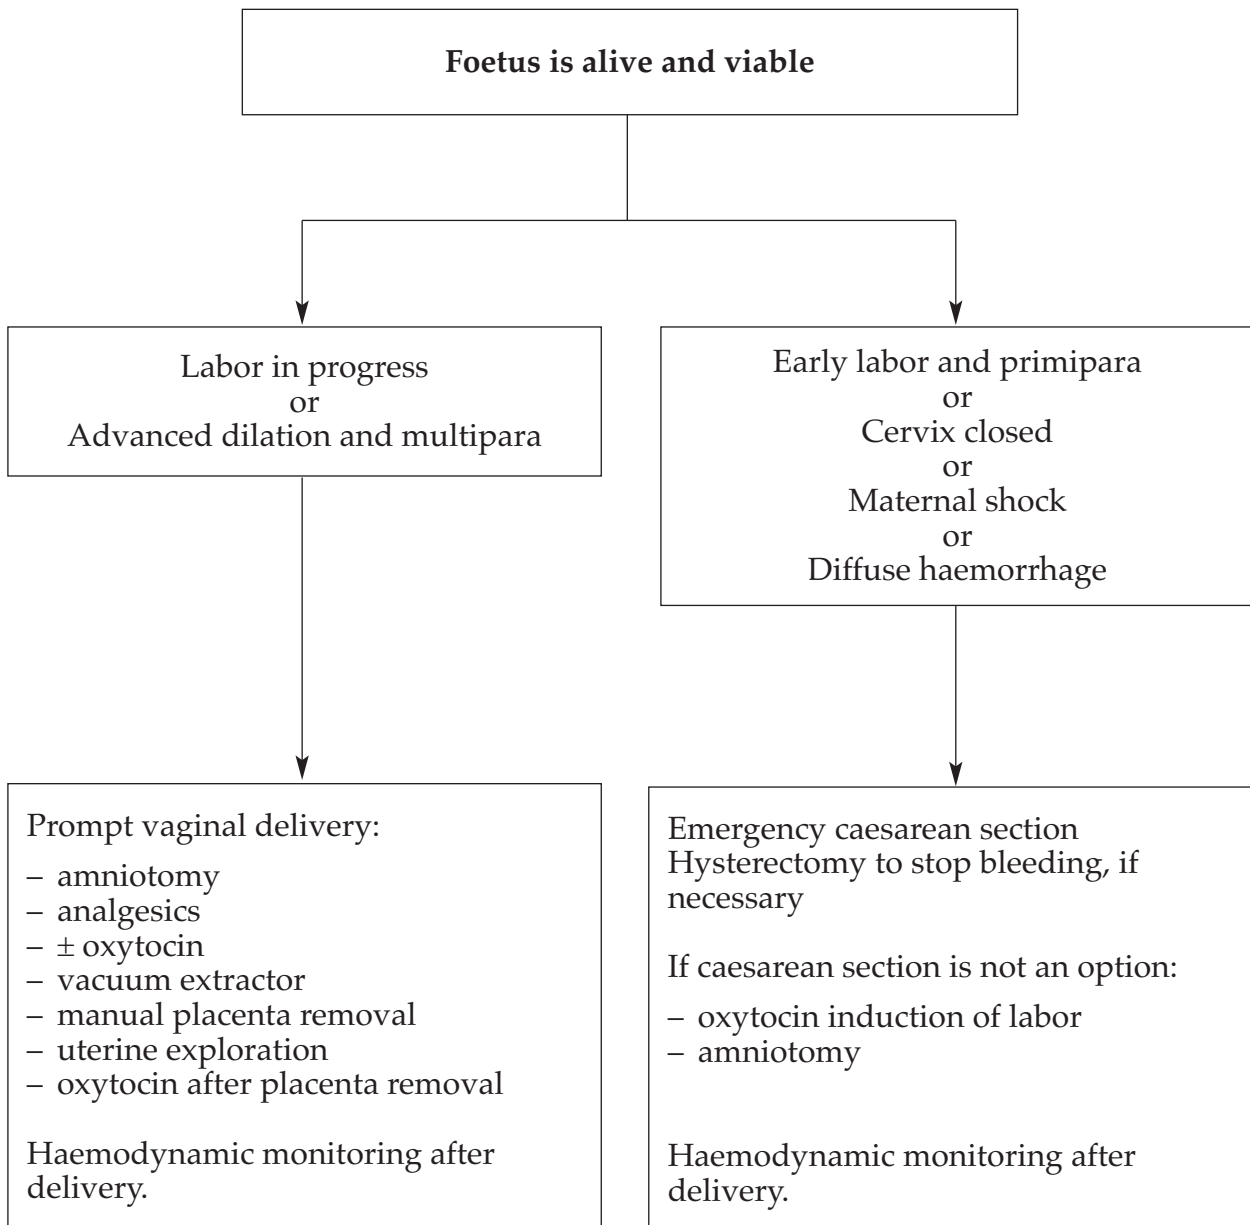 Foetus is alive and viable
Labor in progress
or
Advanced dilation and multipara
Early labor and primipara
or
Cervix closed
or
Maternal shock
or
Diffuse haemorrhage
Prompt vaginal delivery:
– amniotomy
– analgesics
– ± oxytocin
– vacuum extractor
– manual placenta removal
– uterine exploration
– oxytocin after placenta removal
Haemodynamic monitoring after
delivery.
Emergency caesarean section
Hysterectomy to stop bleeding, if
necessary
If caesarean section is not an option:
– oxytocin induction of labor
– amniotomy
Haemodynamic monitoring after
delivery.